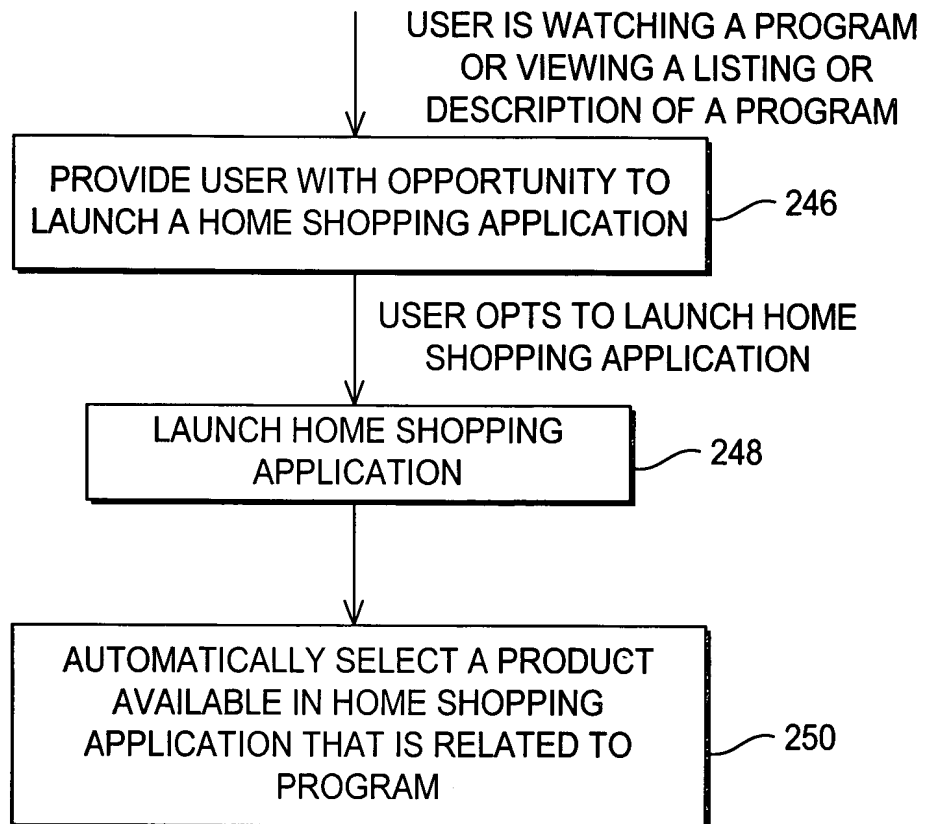 USER IS WATCHING A PROGRAM
OR VIEWING A LISTING OR
DESCRIPTION OF A PROGRAM
PROVIDE USER WITH OPPORTUNITY TO
LAUNCH A HOME SHOPPING APPLICATION
246
USER OPTS TO LAUNCH HOME
SHOPPING APPLICATION
LAUNCH HOME SHOPPING
APPLICATION
248
AUTOMATICALLY SELECT A PRODUCT
AVAILABLE IN HOME SHOPPING
APPLICATION THAT IS RELATED TO
PROGRAM
250